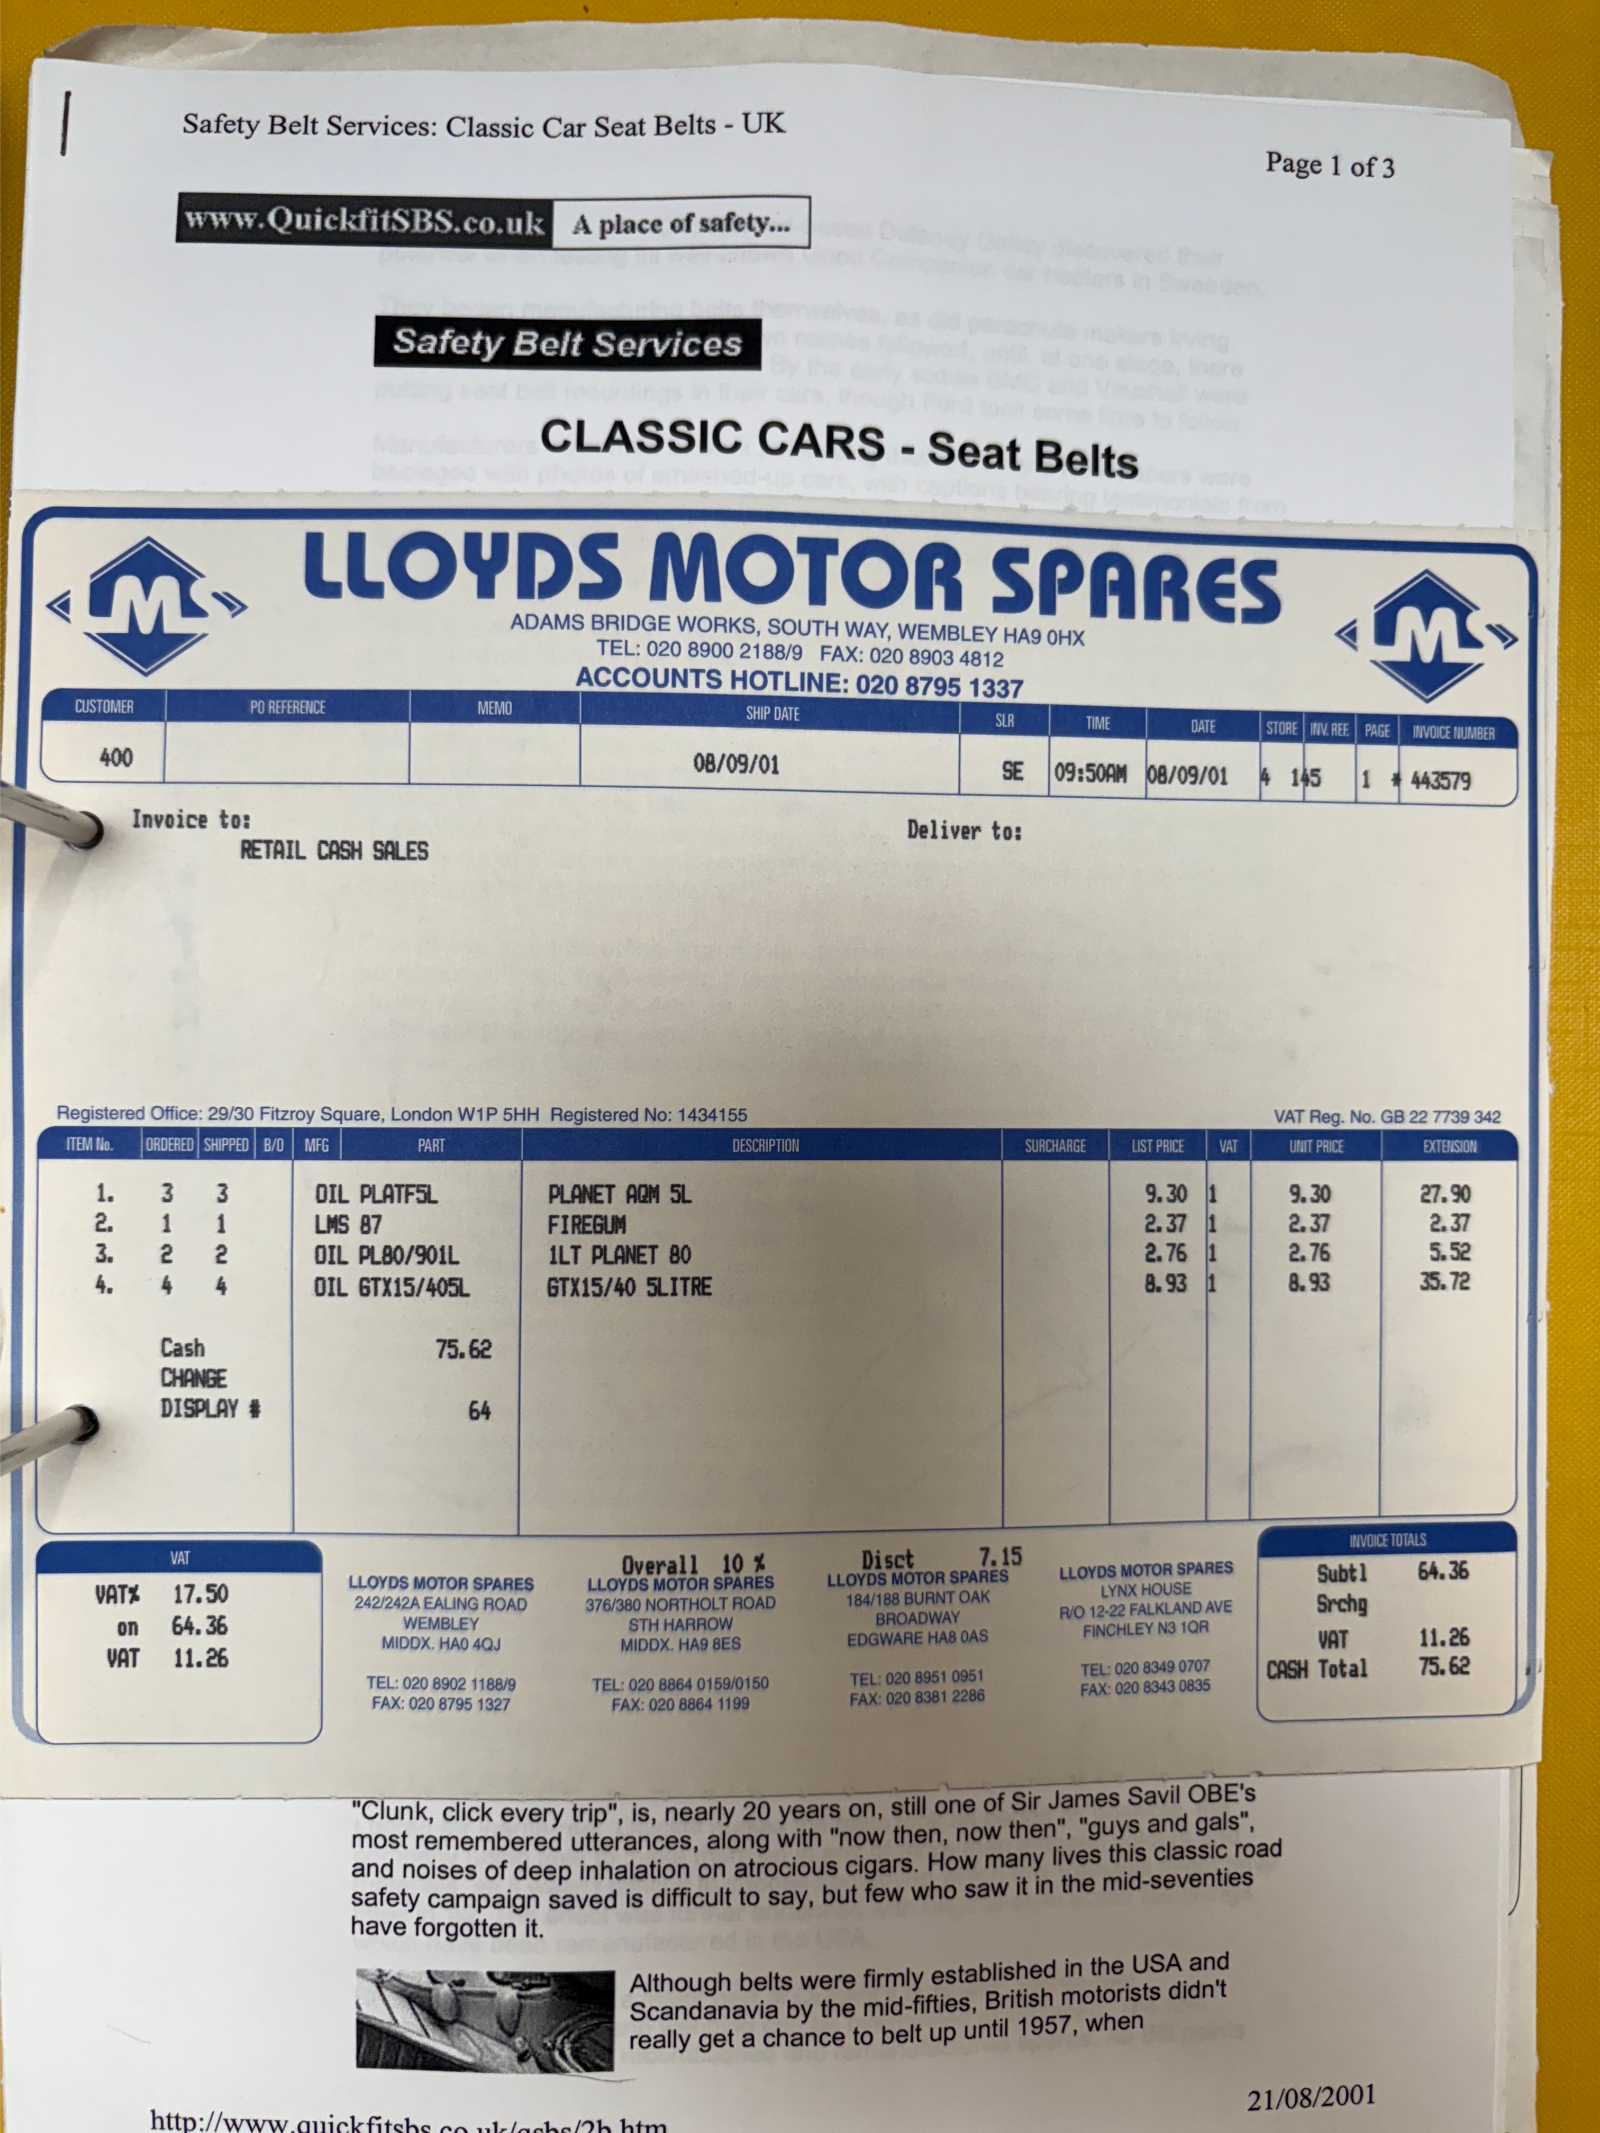 Safety Belt Services: Classic Car Seat Belts - UK
Page 1 of 3
www.QuickfitSBS.co.uk A place of safety...
Safety Belt Services
CLASSIC CARS - Seat Belts
LLOYDS MOTOR SPARES
ADAMS BRIDGE WORKS, SOUTH WAY, WEMBLEY HA9 0HX
TEL: 020 8900 2188/9 FAX: 020 8903 4812
ACCOUNTS HOTLINE: 020 8795 1337
CUSTOMER PO REFERENCE MEMO SHIP DATE SLR TIME DATE STORE INV. REF. PAGE INVOICE NUMBER
400 08/09/01 SE 09:50AM 08/09/01 4 145 1 * 443579
Invoice to: Deliver to:
RETAIL CASH SALES
Registered Office: 29/30 Fitzroy Square, London W1P 5HH Registered No: 1434155 VAT Reg. No. GB 22 7739 342
ITEM No. ORDERED SHIPPED B/O MFG PART DESCRIPTION SURCHARGE LIST PRICE VAT UNIT PRICE EXTENSION
1. 3 3 OIL PLATF5L PLANET AQM 5L 9.30 1 9.30 27.90
2. 1 1 LMS 87 FIREGUM 2.37 1 2.37 2.37
3. 2 2 OIL PL80/901L 1LT PLANET 80 2.76 1 2.76 5.52
4. 4 4 OIL GTX15/405L GTX15/40 5LITRE 8.93 1 8.93 35.72
Cash 75.62
CHANGE
DISPLAY # 64
Overall 10 % Disct 7.15
VAT
VAT% 17.50
on 64.36
VAT 11.26
LLOYDS MOTOR SPARES
242/242A EALING ROAD
WEMBLEY
MIDDX. HA0 4QJ
TEL: 020 8902 1188/9
FAX: 020 8795 1327
LLOYDS MOTOR SPARES
376/380 NORTHOLT ROAD
STH HARROW
MIDDX. HA9 8ES
TEL: 020 8864 0159/0150
FAX: 020 8864 1199
LLOYDS MOTOR SPARES
184/188 BURNT OAK
BROADWAY
EDGWARE HA8 0AS
TEL: 020 8951 0951
FAX: 020 8381 2286
LLOYDS MOTOR SPARES
LYNX HOUSE
R/O 12-22 FALKLAND AVE
FINCHLEY N3 1QR
TEL: 020 8349 0707
FAX: 020 8343 0835
INVOICE TOTALS
Subtl 64.36
Srchg
VAT 11.26
CASH Total 75.62
"Clunk, click every trip", is, nearly 20 years on, still one of Sir James Savil OBE's
most remembered utterances, along with "now then, now then", "guys and gals",
and noises of deep inhalation on atrocious cigars. How many lives this classic road
safety campaign saved is difficult to say, but few who saw it in the mid-seventies
have forgotten it.
Although belts were firmly established in the USA and
Scandanavia by the mid-fifties, British motorists didn't
really get a chance to belt up until 1957, when
21/08/2001
http://www.quickfitsbs.co.uk/qsbs/2b.htm